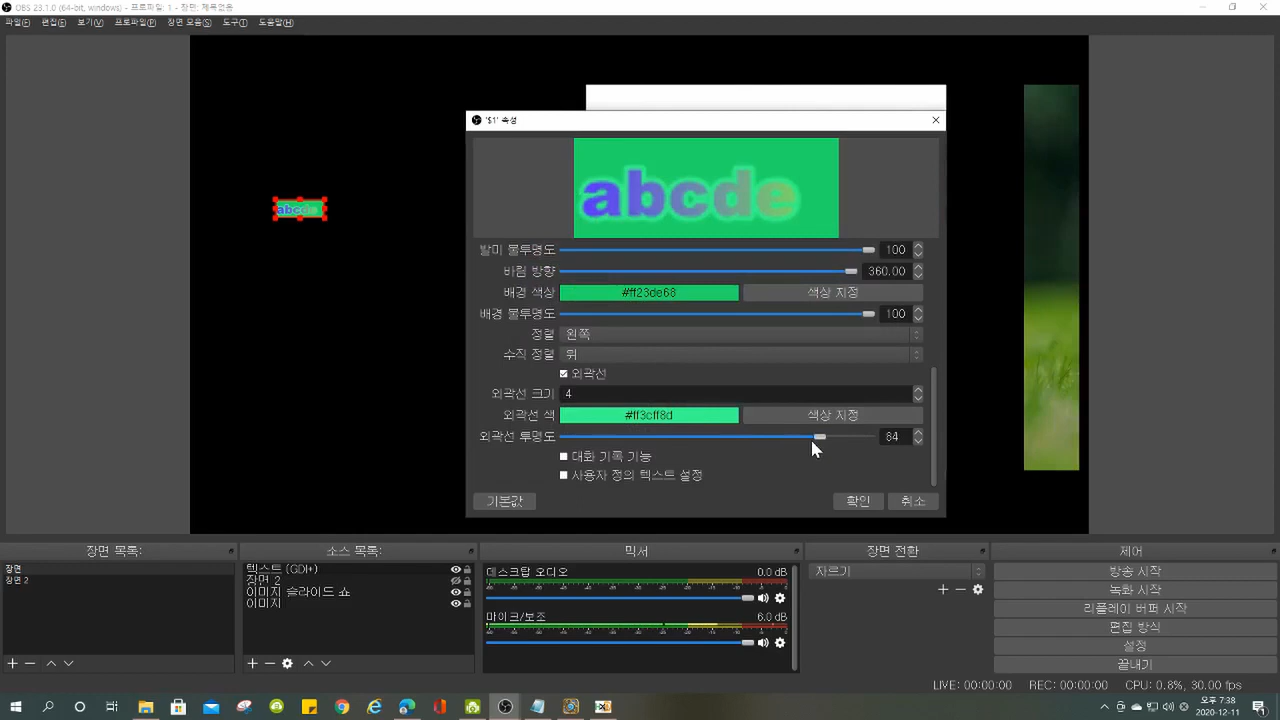 OBS 23.1.0 (64-bit, windows) - 프로파일: 1 - 장면: 제목없음
파일(F) 편집(E) 보기(V) 프로파일(P) 장면 모음(S) 도구(T) 도움말(H)
'$1' 속성
abcde
abcde
발미 불투명도 100
바림 방향 360.00
배경 색상 #ff23de68 색상 지정
배경 불투명도 100
정렬 왼쪽
수직 정렬 위
외곽선
외곽선 크기 4
외곽선 색 #ff3cff8d 색상 지정
외곽선 투명도 84
대화 기록 기능
사용자 정의 텍스트 설정
기본값 확인 취소
장면 목록: 소스 목록: 믹서 장면 전환 제어
장면
장면 2
텍스트 (GDI+)
장면 2
이미지 슬라이드 쇼
이미지
데스크탑 오디오 0.0 dB
마이크/보조 6.0 dB
자르기
방송 시작
녹화 시작
리플레이 버퍼 시작
편집 방식
설정
끝내기
LIVE: 00:00:00 REC: 00:00:00 CPU: 0.6%, 30.00 fps
오후 7:38
2020-12-11